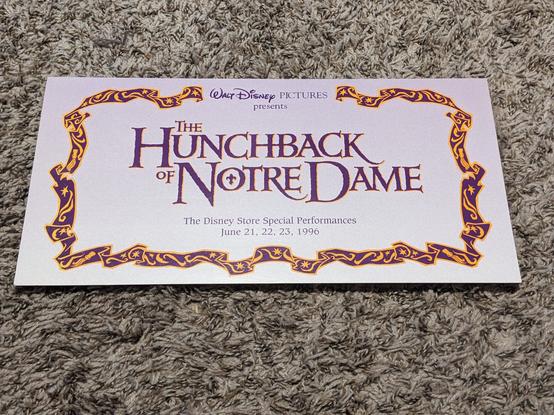 WALT DISNEY PICTURES
presents
THE
HUNCHBACK
OF NOTRE DAME
The Disney Store Special Performances
June 21, 22, 23, 1996